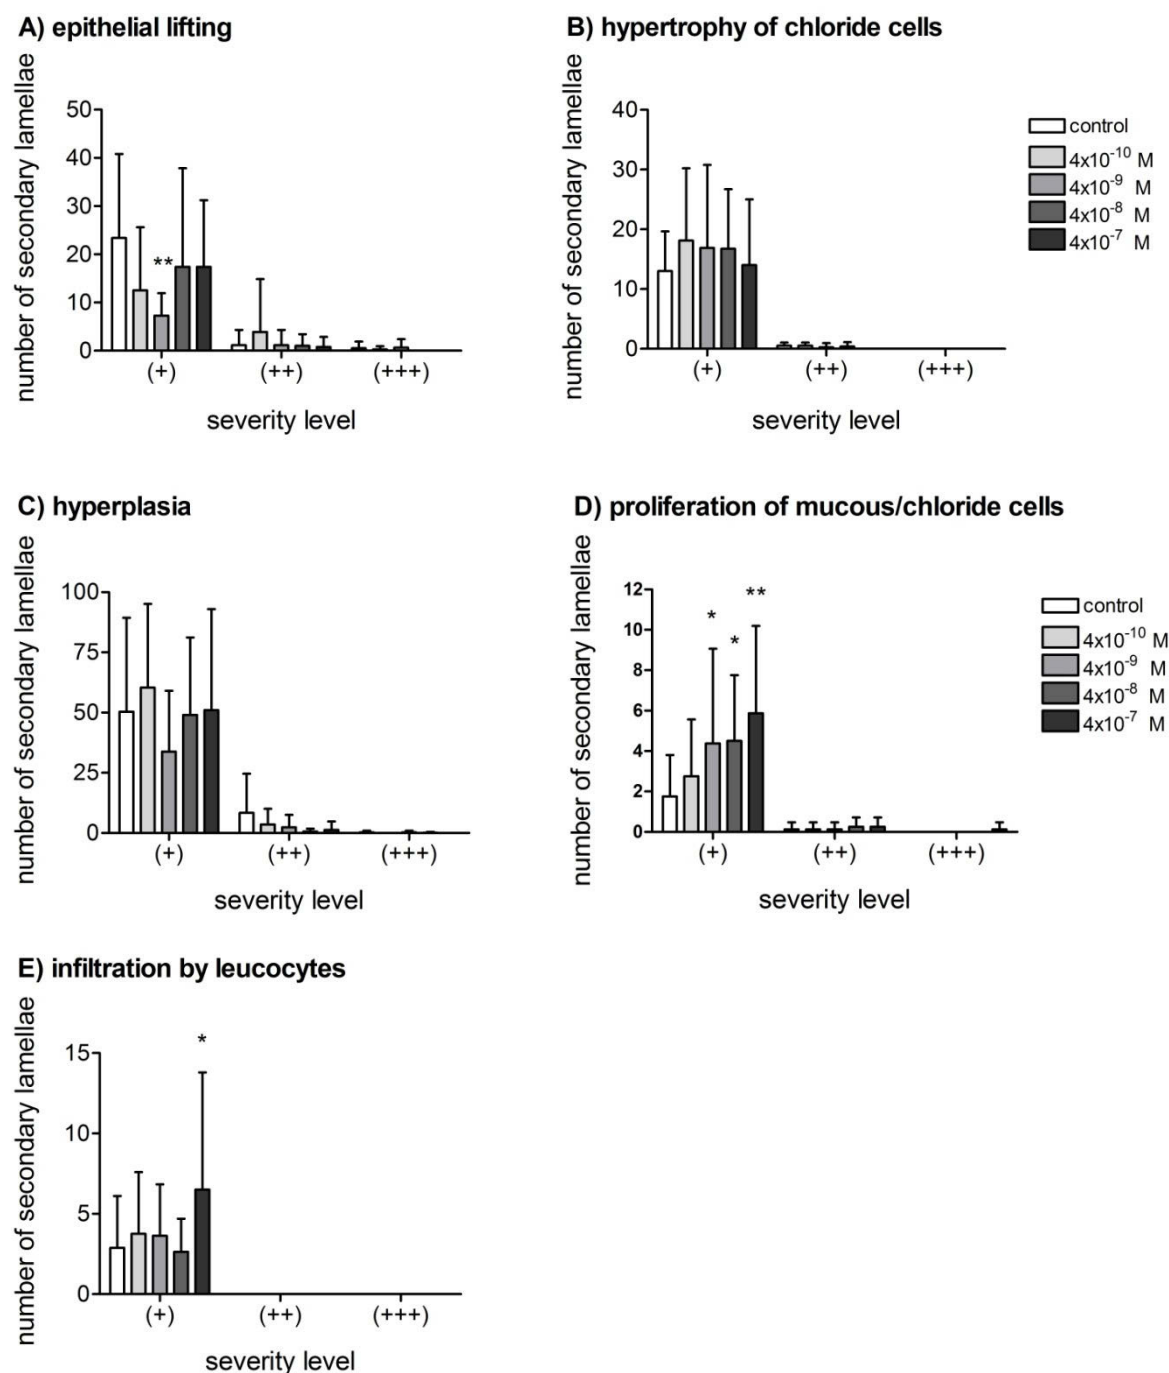 A) epithelial lifting
number of secondary lamellae
50
40
30
20
10
0
**
(+) (++) (+++)
severity level
B) hypertrophy of chloride cells
number of secondary lamellae
40
30
20
10
0
(+) (++) (+++)
severity level
control
4x10⁻¹⁰ M
4x10⁻⁹ M
4x10⁻⁸ M
4x10⁻⁷ M
C) hyperplasia
number of secondary lamellae
100
75
50
25
0
(+) (++) (+++)
severity level
D) proliferation of mucous/chloride cells
number of secondary lamellae
12
10
8
6
4
2
0
* * **
(+) (++) (+++)
severity level
control
4x10⁻¹⁰ M
4x10⁻⁹ M
4x10⁻⁸ M
4x10⁻⁷ M
E) infiltration by leucocytes
number of secondary lamellae
15
10
5
0
*
(+) (++) (+++)
severity level